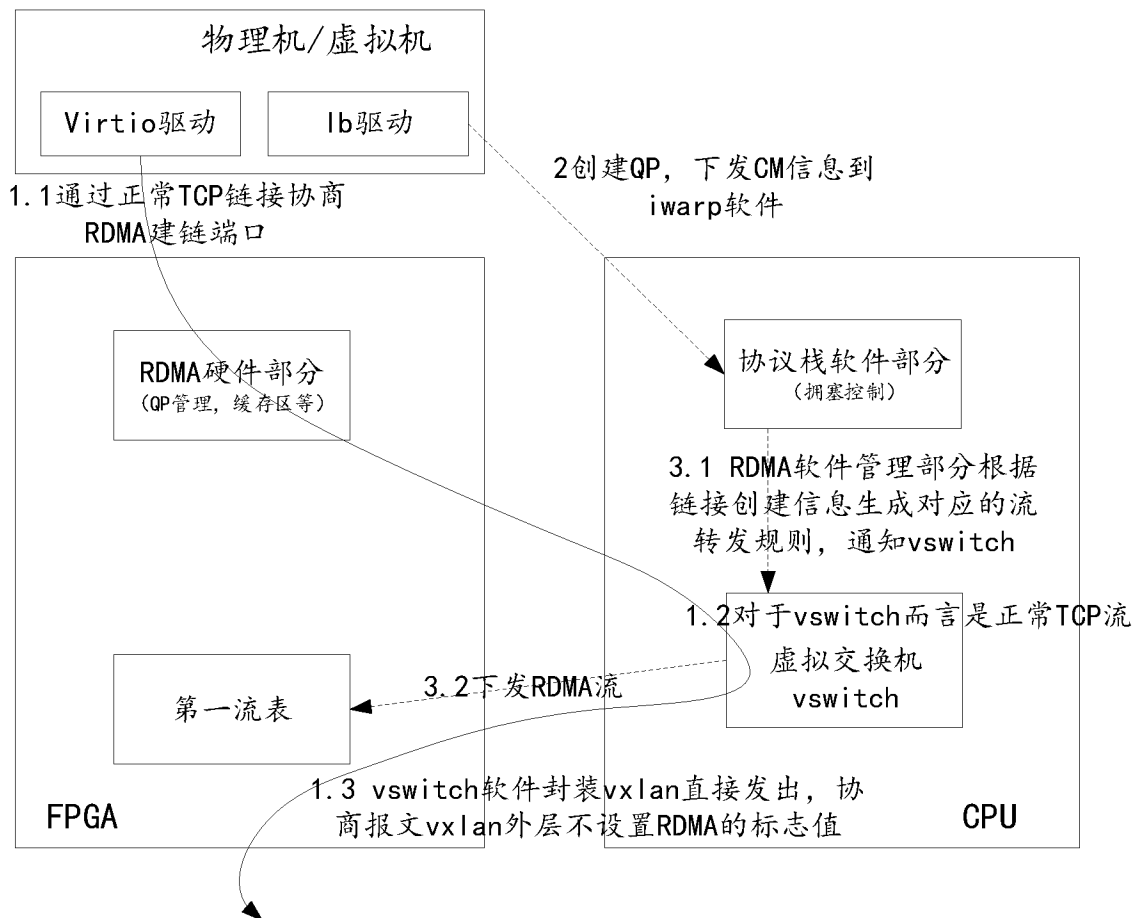 物理机/虚拟机
Virtio驱动
Ib驱动
1.1通过正常TCP链接协商
RDMA建链端口
2创建QP，下发CM信息到
iwarp软件
RDMA硬件部分
（QP管理，缓存区等）
协议栈软件部分
（拥塞控制）
3.1 RDMA软件管理部分根据
链接创建信息生成对应的流
转发规则，通知vswitch
1.2对于vswitch而言是正常TCP流
虚拟交换机
vswitch
3.2下发RDMA流
第一流表
1.3 vswitch软件封装vxlan直接发出，协
商报文vxlan外层不设置RDMA的标志值
FPGA
CPU